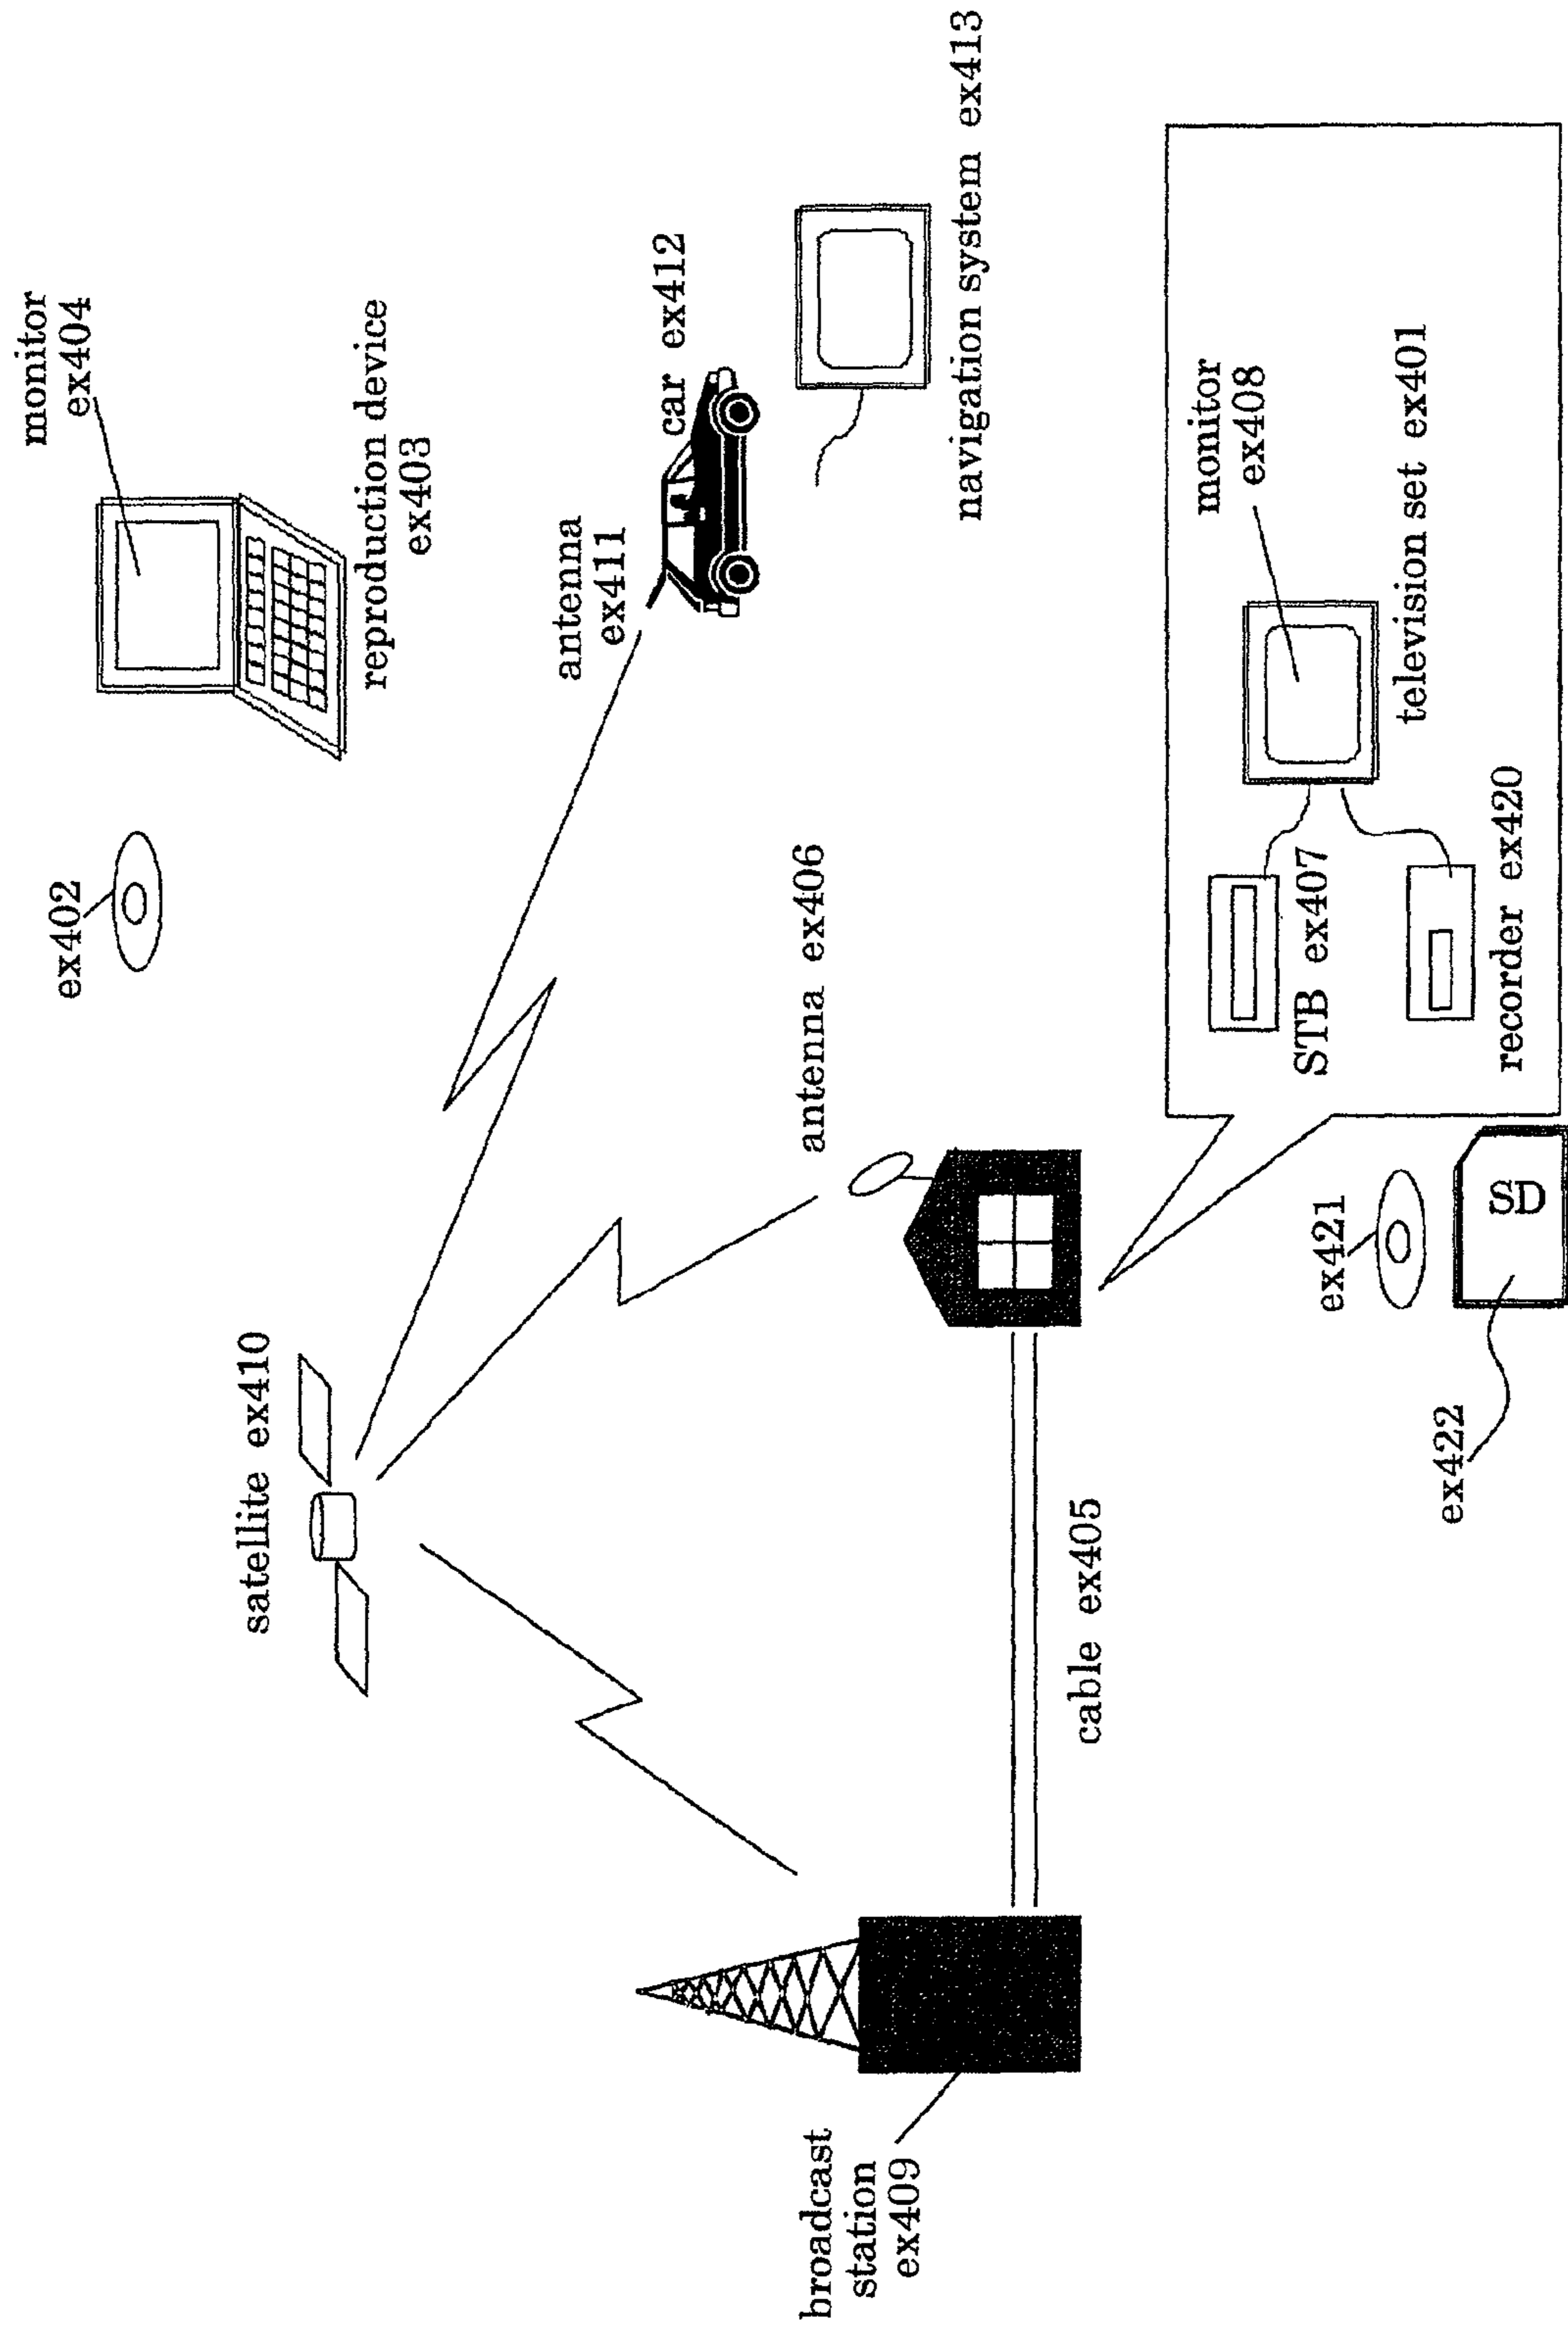 monitor
ex404
ex402
reproduction device
ex403
satellite ex410
antenna
ex411
car ex412
antenna ex406
navigation system ex413
broadcast
station
ex409
cable ex405
monitor
ex408
STB ex407
television set ex401
recorder ex420
ex421
SD
ex422